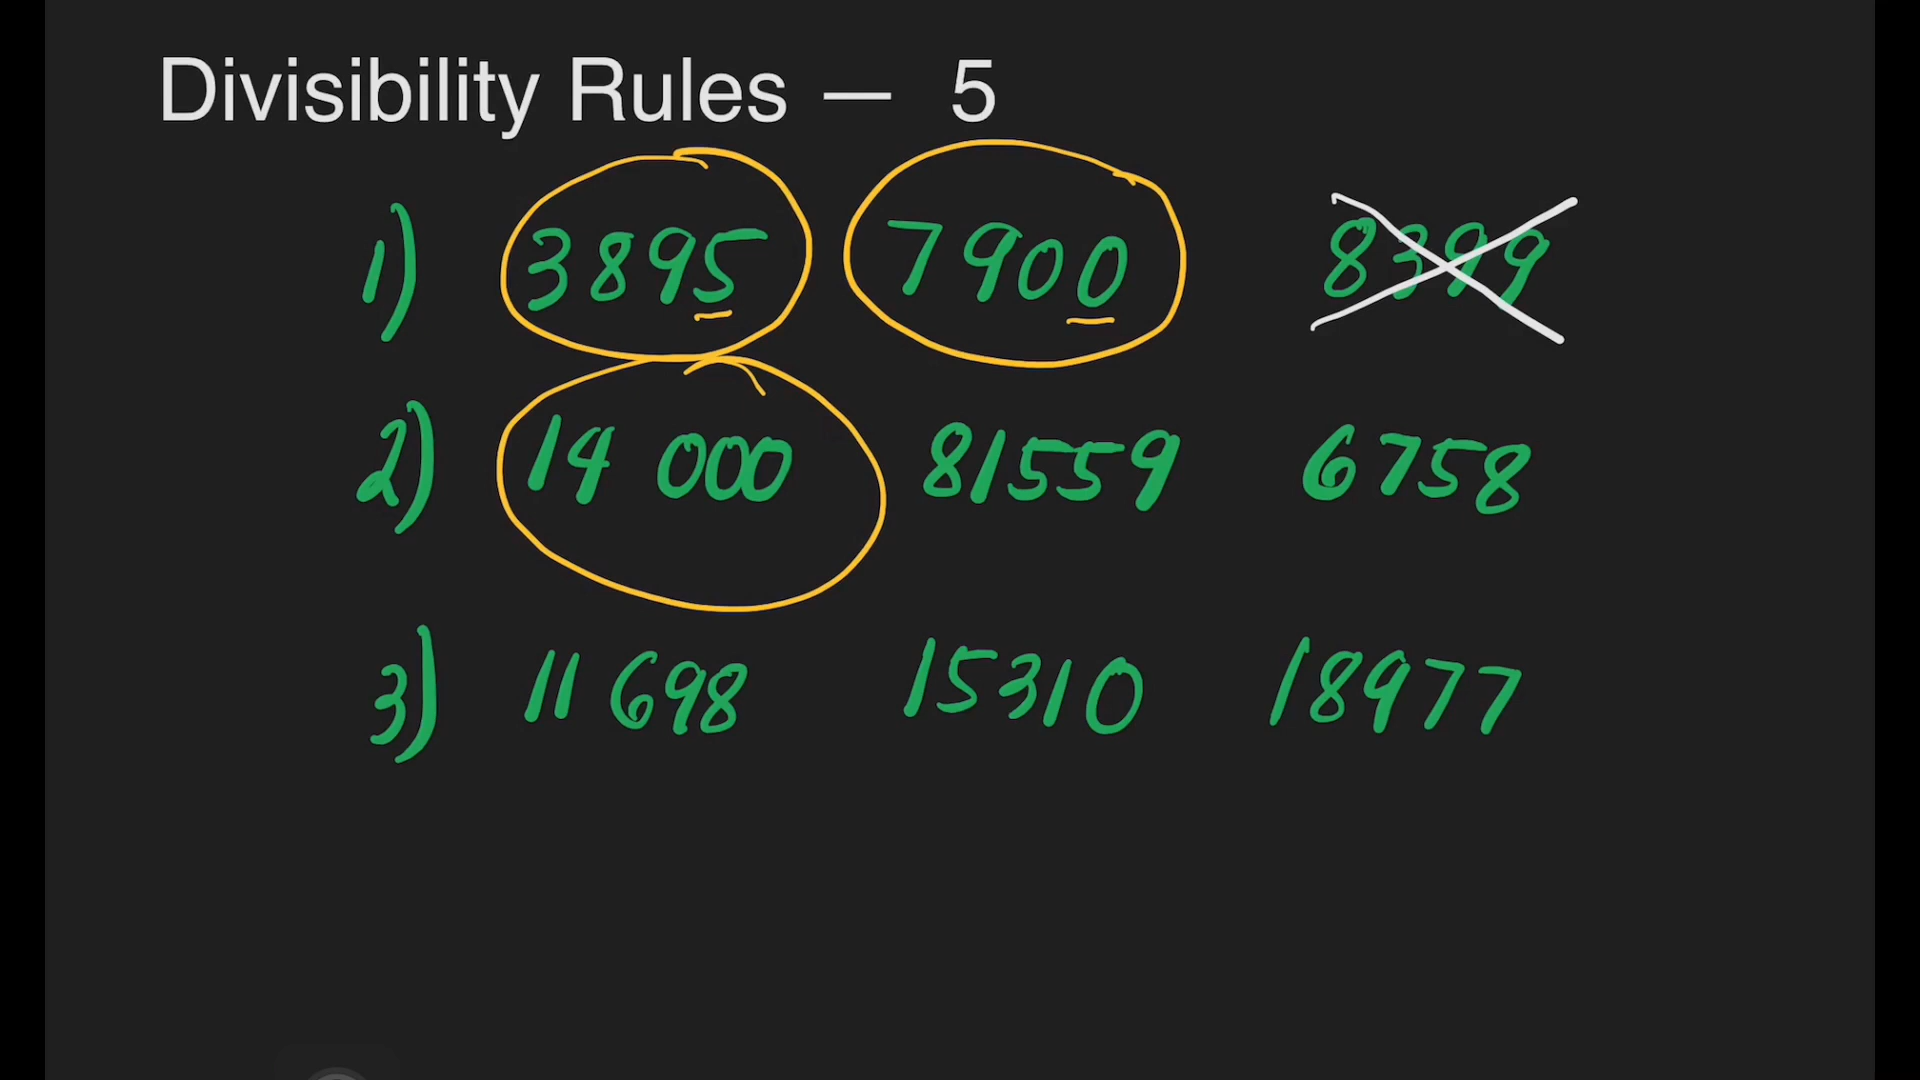 Divisibility Rules — 5
1) 3895 7900 8399
2) 14 000 81559 6758
3) 11 698 15310 18977